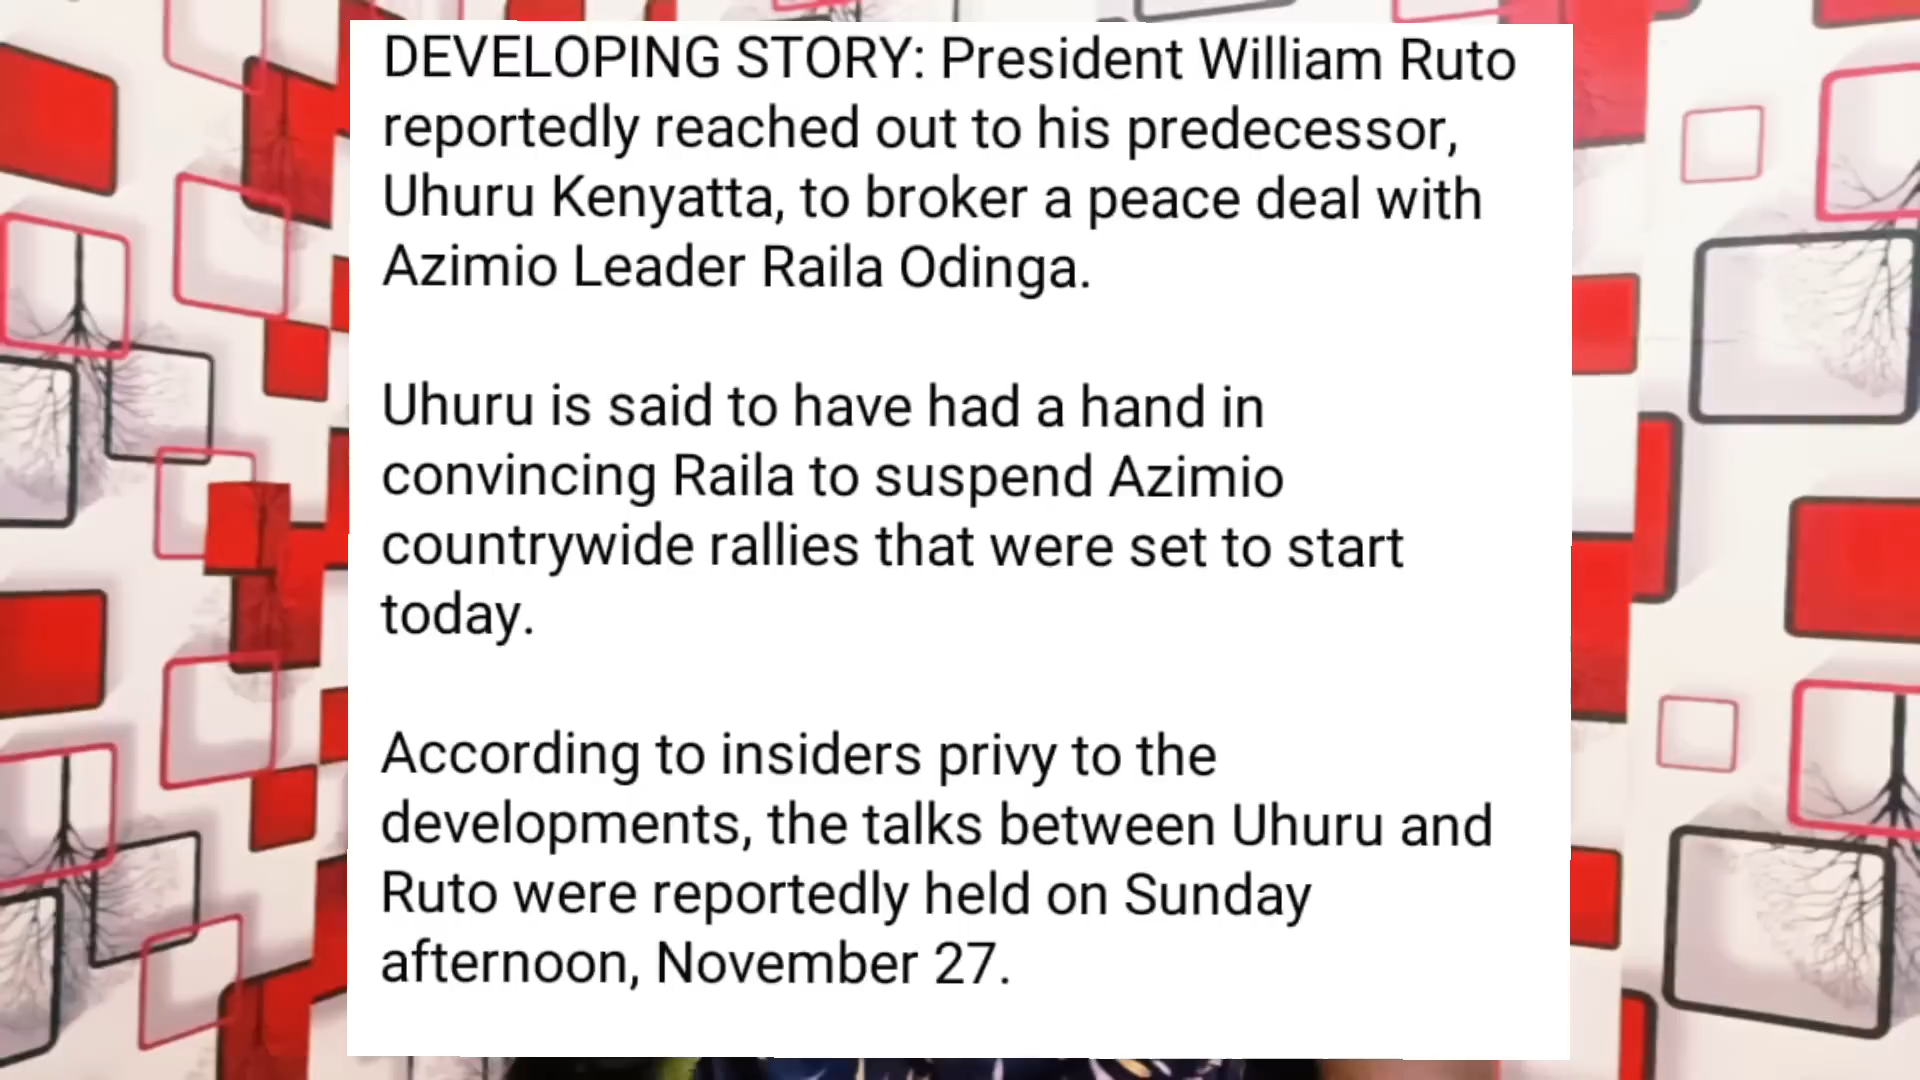 DEVELOPING STORY: President William Ruto
reportedly reached out to his predecessor,
Uhuru Kenyatta, to broker a peace deal with
Azimio Leader Raila Odinga.
Uhuru is said to have had a hand in
convincing Raila to suspend Azimio
countrywide rallies that were set to start
today.
According to insiders privy to the
developments, the talks between Uhuru and
Ruto were reportedly held on Sunday
afternoon, November 27.